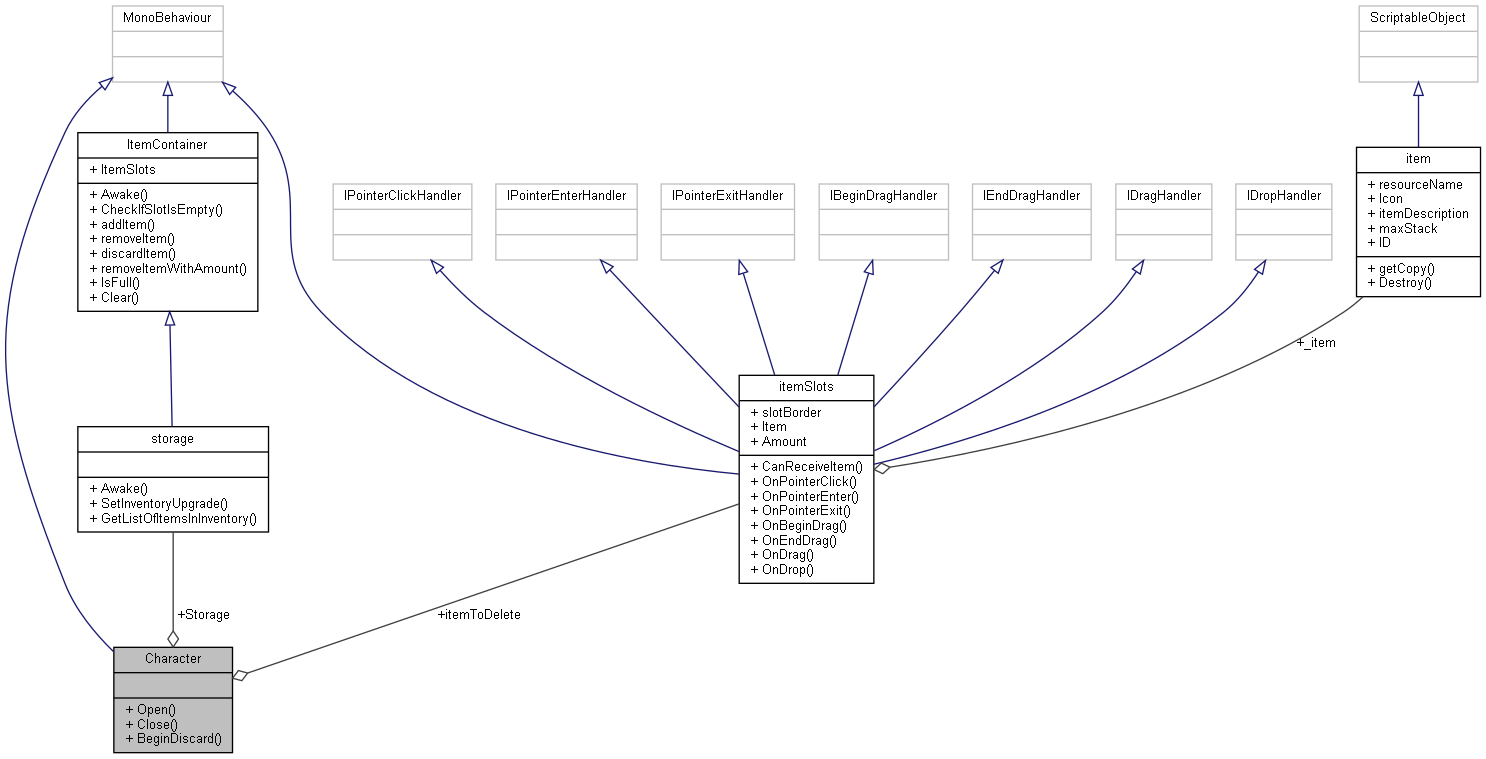 MonoBehaviour
ScriptableObject
ItemContainer
+ ItemSlots
+ Awake()
+ CheckIfSlotIsEmpty()
+ addItem()
+ removeItem()
+ discardItem()
+ removeItemWithAmount()
+ IsFull()
+ Clear()
item
+ resourceName
+ Icon
+ itemDescription
+ maxStack
+ ID
+ getCopy()
+ Destroy()
IPointerClickHandler
IPointerEnterHandler
IPointerExitHandler
IBeginDragHandler
IEndDragHandler
IDragHandler
IDropHandler
+_item
itemSlots
+ slotBorder
+ Item
+ Amount
+ CanReceiveItem()
+ OnPointerClick()
+ OnPointerEnter()
+ OnPointerExit()
+ OnBeginDrag()
+ OnEndDrag()
+ OnDrag()
+ OnDrop()
storage
+ Awake()
+ SetInventoryUpgrade()
+ GetListOfItemsInInventory()
+Storage
+itemToDelete
Character
+ Open()
+ Close()
+ BeginDiscard()